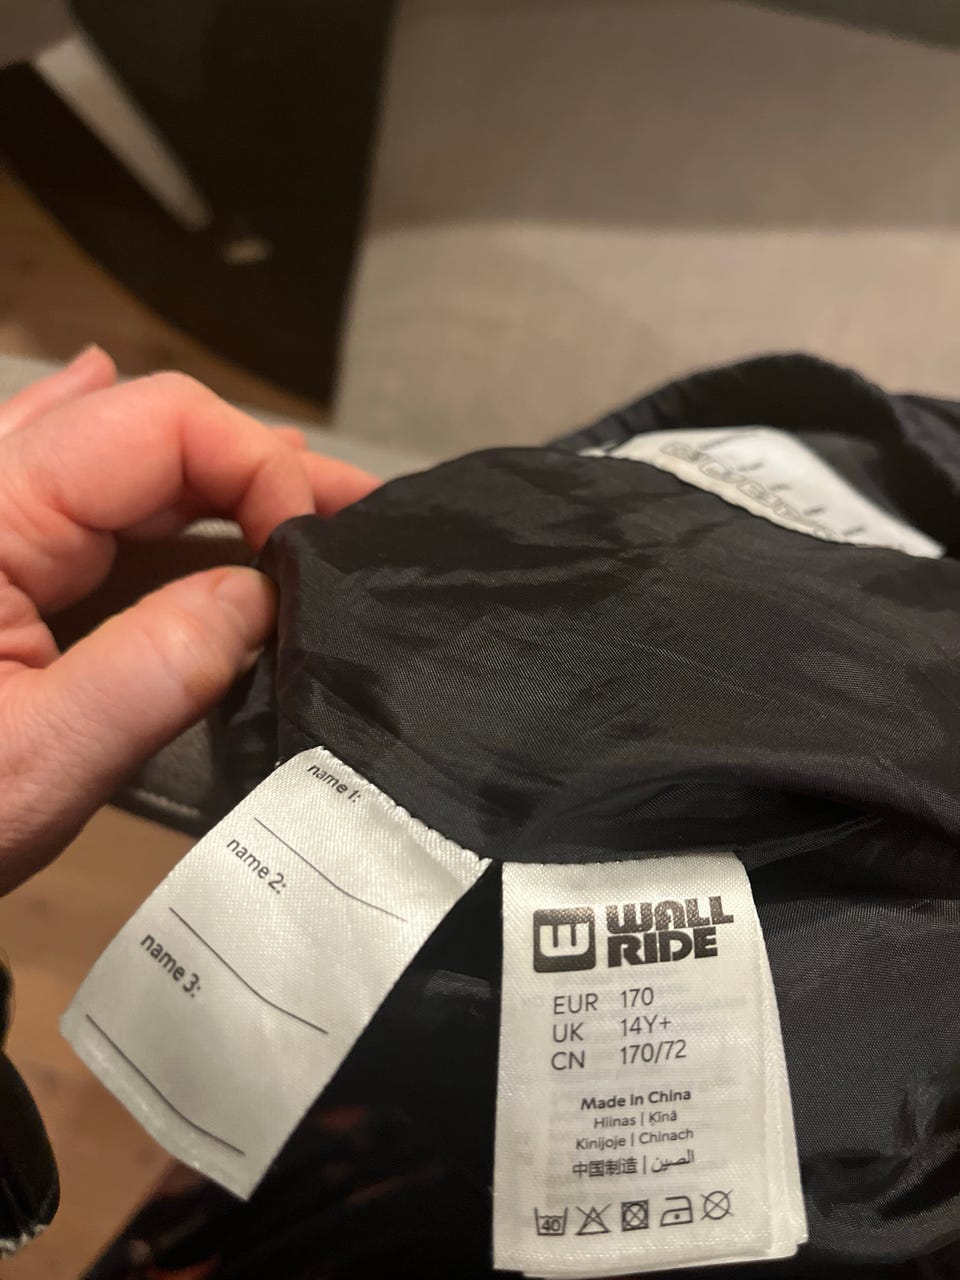 name 1:
name 2:
name 3:
WALL
RIDE
EUR 170
UK 14Y+
CN 170/72
Made in China
Hiinas | Ķīnā
Kinijoje | Chinach
中国制造 | الصين
40